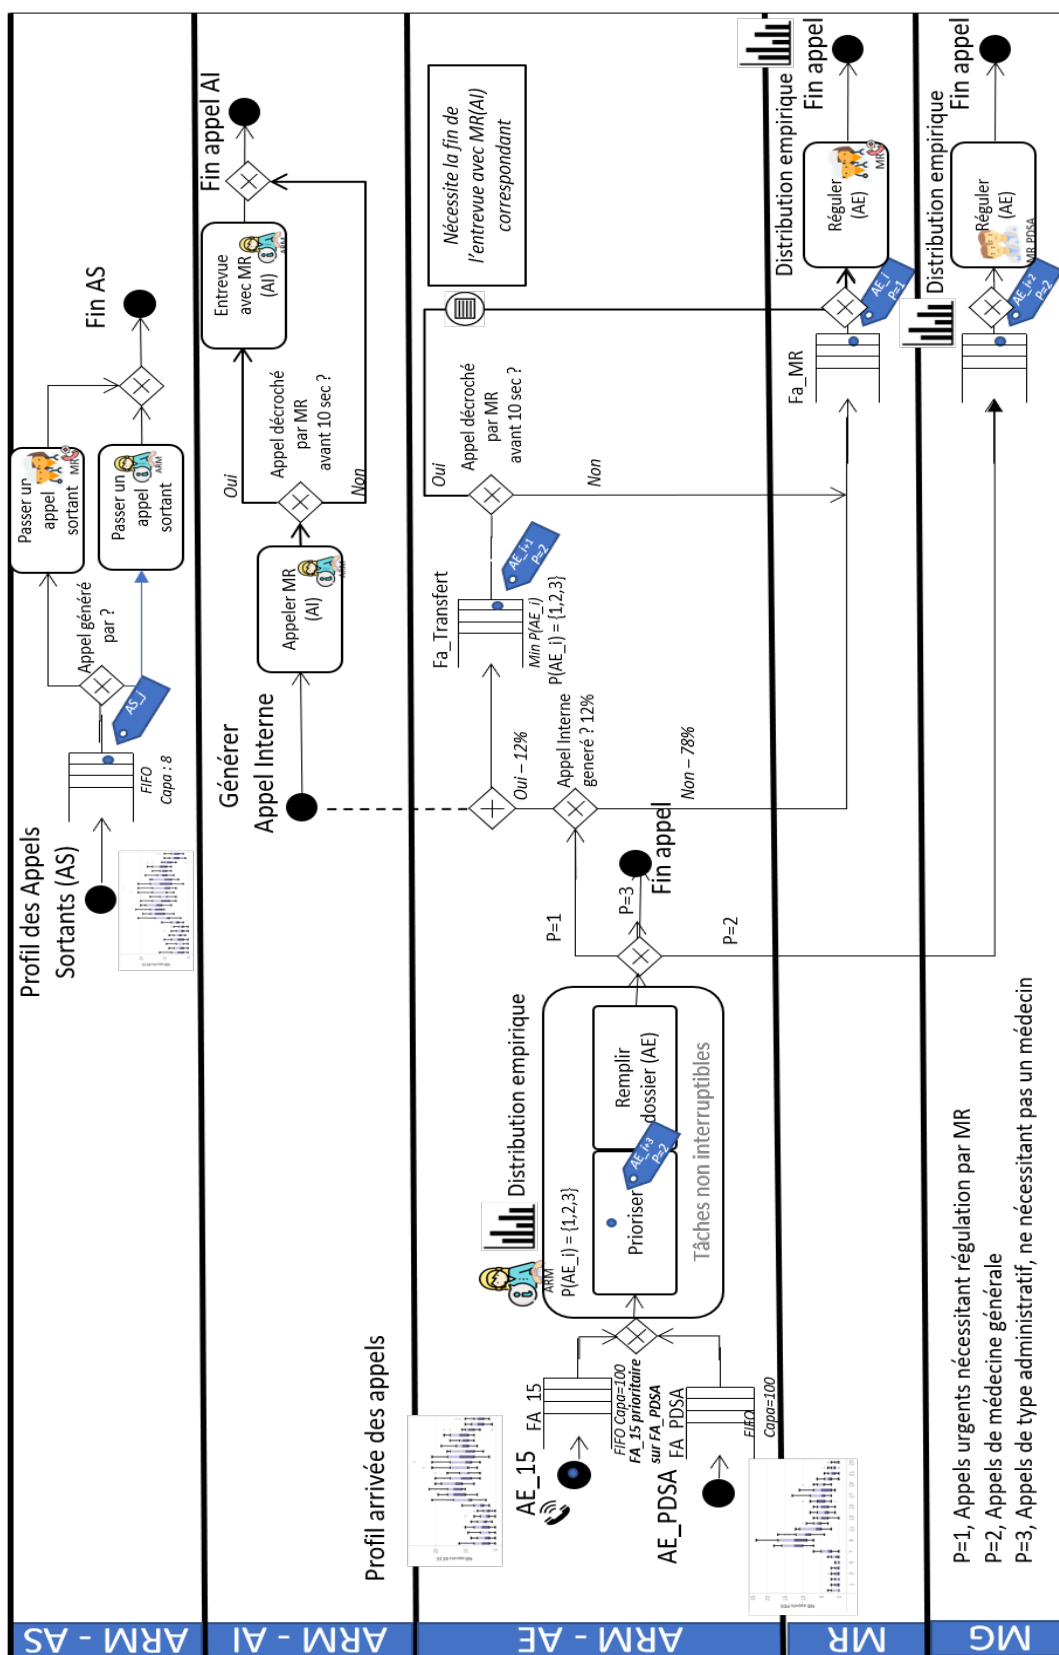 ARM - AS
Profil des Appels
Sortants (AS)
FIFO
Capa : 8
AS_j
Appel généré
par ?
Passer un
appel
sortant
MR
Passer un
appel
sortant
ARM
Fin AS
ARM - AI
Générer
Appel Interne
Appeler MR
(AI)
ARM
Appel décroché
par MR
avant 10 sec ?
Oui
Non
Entrevue
avec MR
(AI)
ARM
Fin appel AI
ARM - AE
Profil arrivée des appels
AE_15
FA_15
FIFO Capa=100
FA_15 prioritaire
sur FA_PDSA
AE_PDSA
FA_PDSA
FIFO
Capa=100
ARM
Distribution empirique
P(AE_i) = {1,2,3}
Prioriser
AE_i+3
P=2
Remplir
dossier (AE)
Tâches non interruptibles
P=1
P=3
P=2
Fin appel
Appel Interne
generé ? 12%
Oui – 12%
Non – 78%
Fa_Transfert
Min P(AE_i)
P(AE_i) = {1,2,3}
AE_i+1
P=2
Appel décroché
par MR
avant 10 sec ?
Oui
Non
Nécessite la fin de
l'entrevue avec MR(AI)
correspondant
MR
Fa_MR
AE_i
P=1
Distribution empirique
Réguler
(AE)
MR
Fin appel
MG
AE_i+2
P=2
Distribution empirique
Réguler
(AE)
MR PDSA
Fin appel
P=1, Appels urgents nécessitant régulation par MR
P=2, Appels de médecine générale
P=3, Appels de type administratif, ne nécessitant pas un médecin